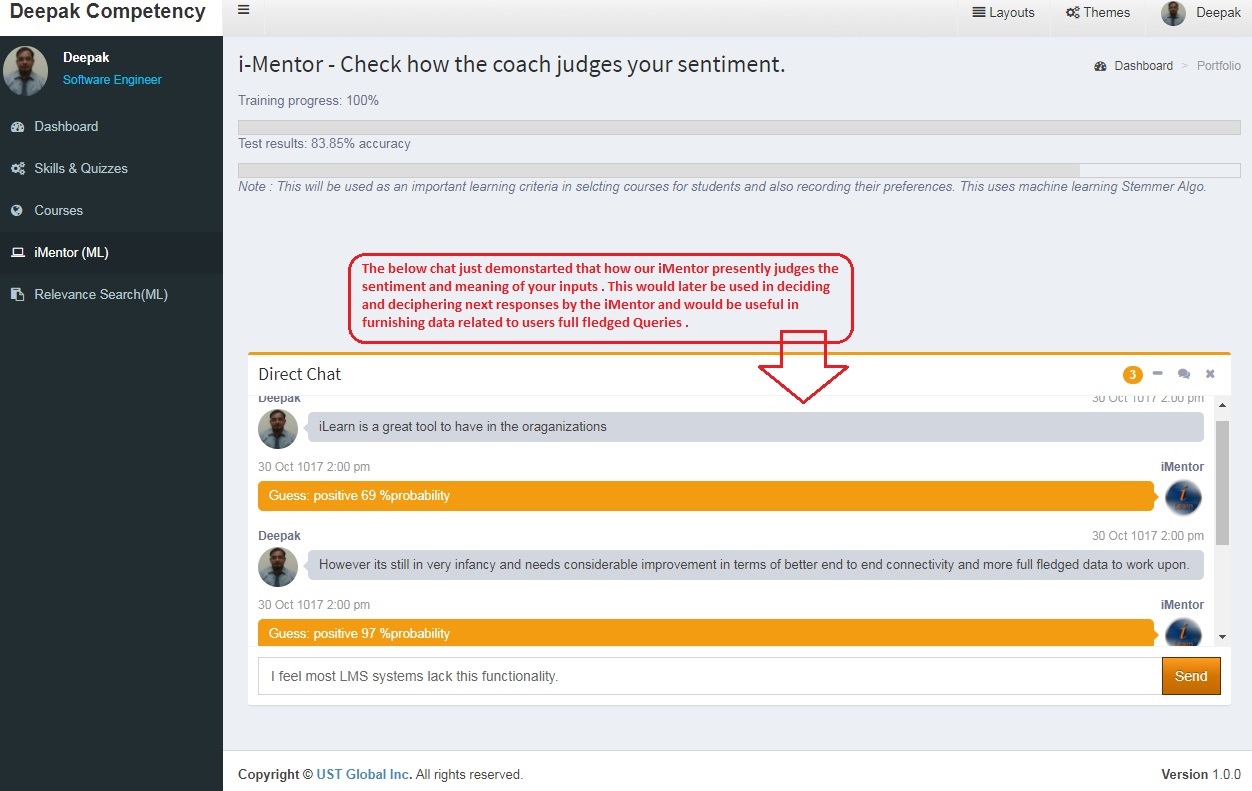 Deepak Competency
Layouts
Themes
Deepak
Deepak
Software Engineer
Dashboard
Skills & Quizzes
Courses
iMentor (ML)
Relevance Search(ML)
i-Mentor - Check how the coach judges your sentiment.
Dashboard > Portfolio
Training progress: 100%
Test results: 83.85% accuracy
Note : This will be used as an important learning criteria in selcting courses for students and also recording their preferences. This uses machine learning Stemmer Algo.
The below chat just demonstarted that how our iMentor presently judges the
sentiment and meaning of your inputs . This would later be used in deciding
and deciphering next responses by the iMentor and would be useful in
furnishing data related to users full fledged Queries .
Direct Chat
3
Deepak
30 Oct 1017 2:00 pm
iLearn is a great tool to have in the oraganizations
30 Oct 1017 2:00 pm
iMentor
Guess: positive 69 %probability
Deepak
30 Oct 1017 2:00 pm
However its still in very infancy and needs considerable improvement in terms of better end to end connectivity and more full fledged data to work upon.
30 Oct 1017 2:00 pm
iMentor
Guess: positive 97 %probability
I feel most LMS systems lack this functionality.
Send
Copyright © UST Global Inc. All rights reserved.
Version 1.0.0